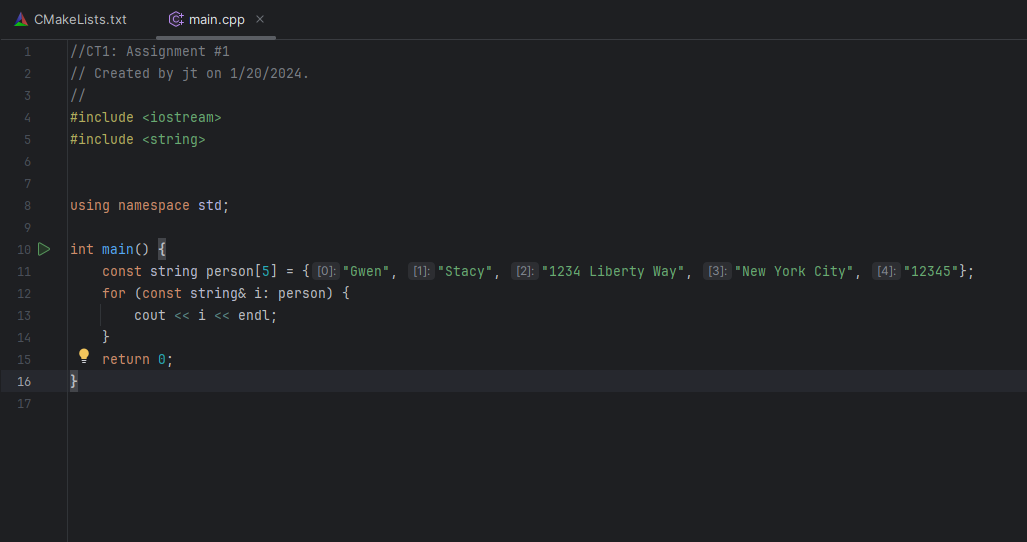 CMakeLists.txt main.cpp ×
1 //CT1: Assignment #1
2 // Created by jt on 1/20/2024.
3 //
4 #include <iostream>
5 #include <string>
6
7
8 using namespace std;
9
10 int main() {
11     const string person[5] = {[0]:"Gwen", [1]:"Stacy", [2]:"1234 Liberty Way", [3]:"New York City", [4]:"12345"};
12     for (const string& i: person) {
13         cout << i << endl;
14     }
15     return 0;
16 }
17